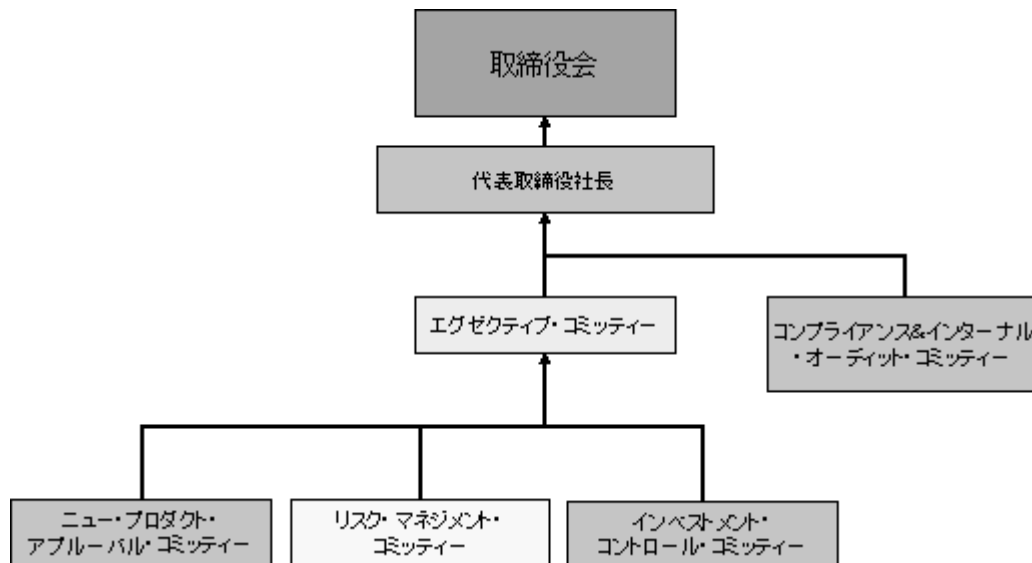 取締役会
代表取締役社長
エグゼクティブ・コミッティー
コンプライアンス&インターナル
・オーディット・コミッティー
ニュー・プロダクト・
アプルーバル・コミッティー
リスク・マネジメント・
コミッティー
インベストメント・
コントロール・コミッティー